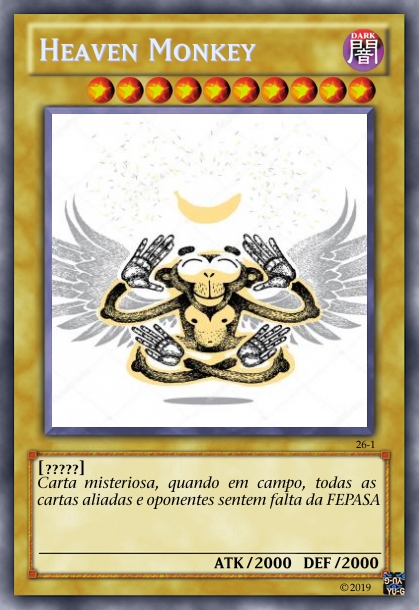 HEAVEN MONKEY
DARK
闇
26-1
[?????]
Carta misteriosa, quando em campo, todas as
cartas aliadas e oponentes sentem falta da FEPASA
ATK/2000 DEF/2000
©2019